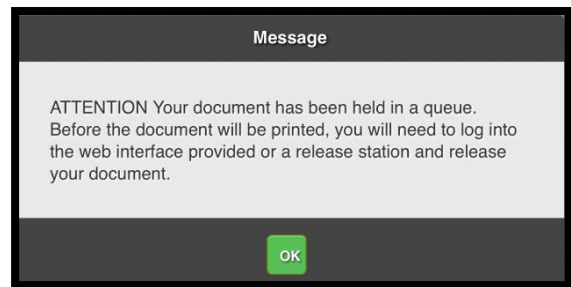 Message
ATTENTION Your document has been held in a queue.
Before the document will be printed, you will need to log into
the web interface provided or a release station and release
your document.
OK